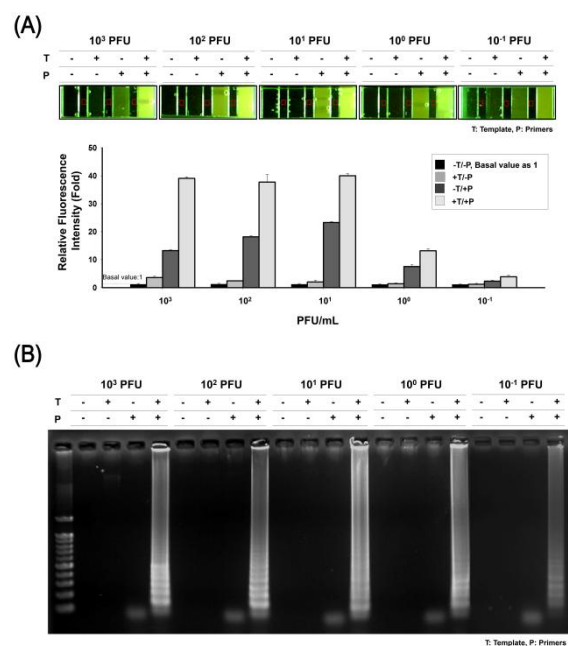 (A)
10³ PFU 10² PFU 10¹ PFU 10⁰ PFU 10⁻¹ PFU
T - + - + - + - + - + - + - + - + - + - +
P - - + + - - + + - - + + - - + + - - + +
T: Template, P: Primers
Relative Fluorescence
Intensity (Fold)
60
40
20
10
0
Basal value:1
-T/-P, Basal value as 1
+T/-P
-T/+P
+T/+P
10³ 10² 10¹ 10⁰ 10⁻¹
PFU/mL
(B)
10³ PFU 10² PFU 10¹ PFU 10⁰ PFU 10⁻¹ PFU
T - + - + - + - + - + - + - + - + - + - +
P - - + + - - + + - - + + - - + + - - + +
T: Template, P: Primers